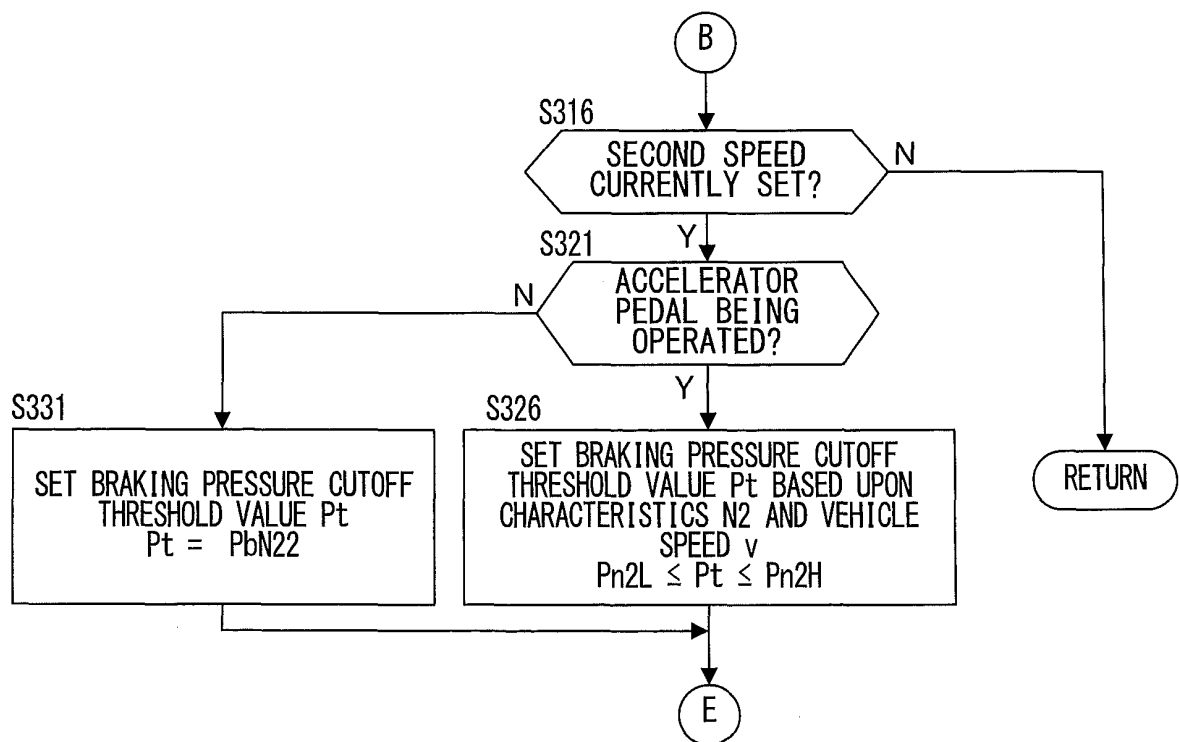 B
S316
SECOND SPEED
CURRENTLY SET?
N
Y
S321
ACCELERATOR
PEDAL BEING
OPERATED?
N
Y
S331
SET BRAKING PRESSURE CUTOFF
THRESHOLD VALUE Pt
Pt = PbN22
S326
SET BRAKING PRESSURE CUTOFF
THRESHOLD VALUE Pt BASED UPON
CHARACTERISTICS N2 AND VEHICLE
SPEED v
Pn2L ≤ Pt ≤ Pn2H
RETURN
E